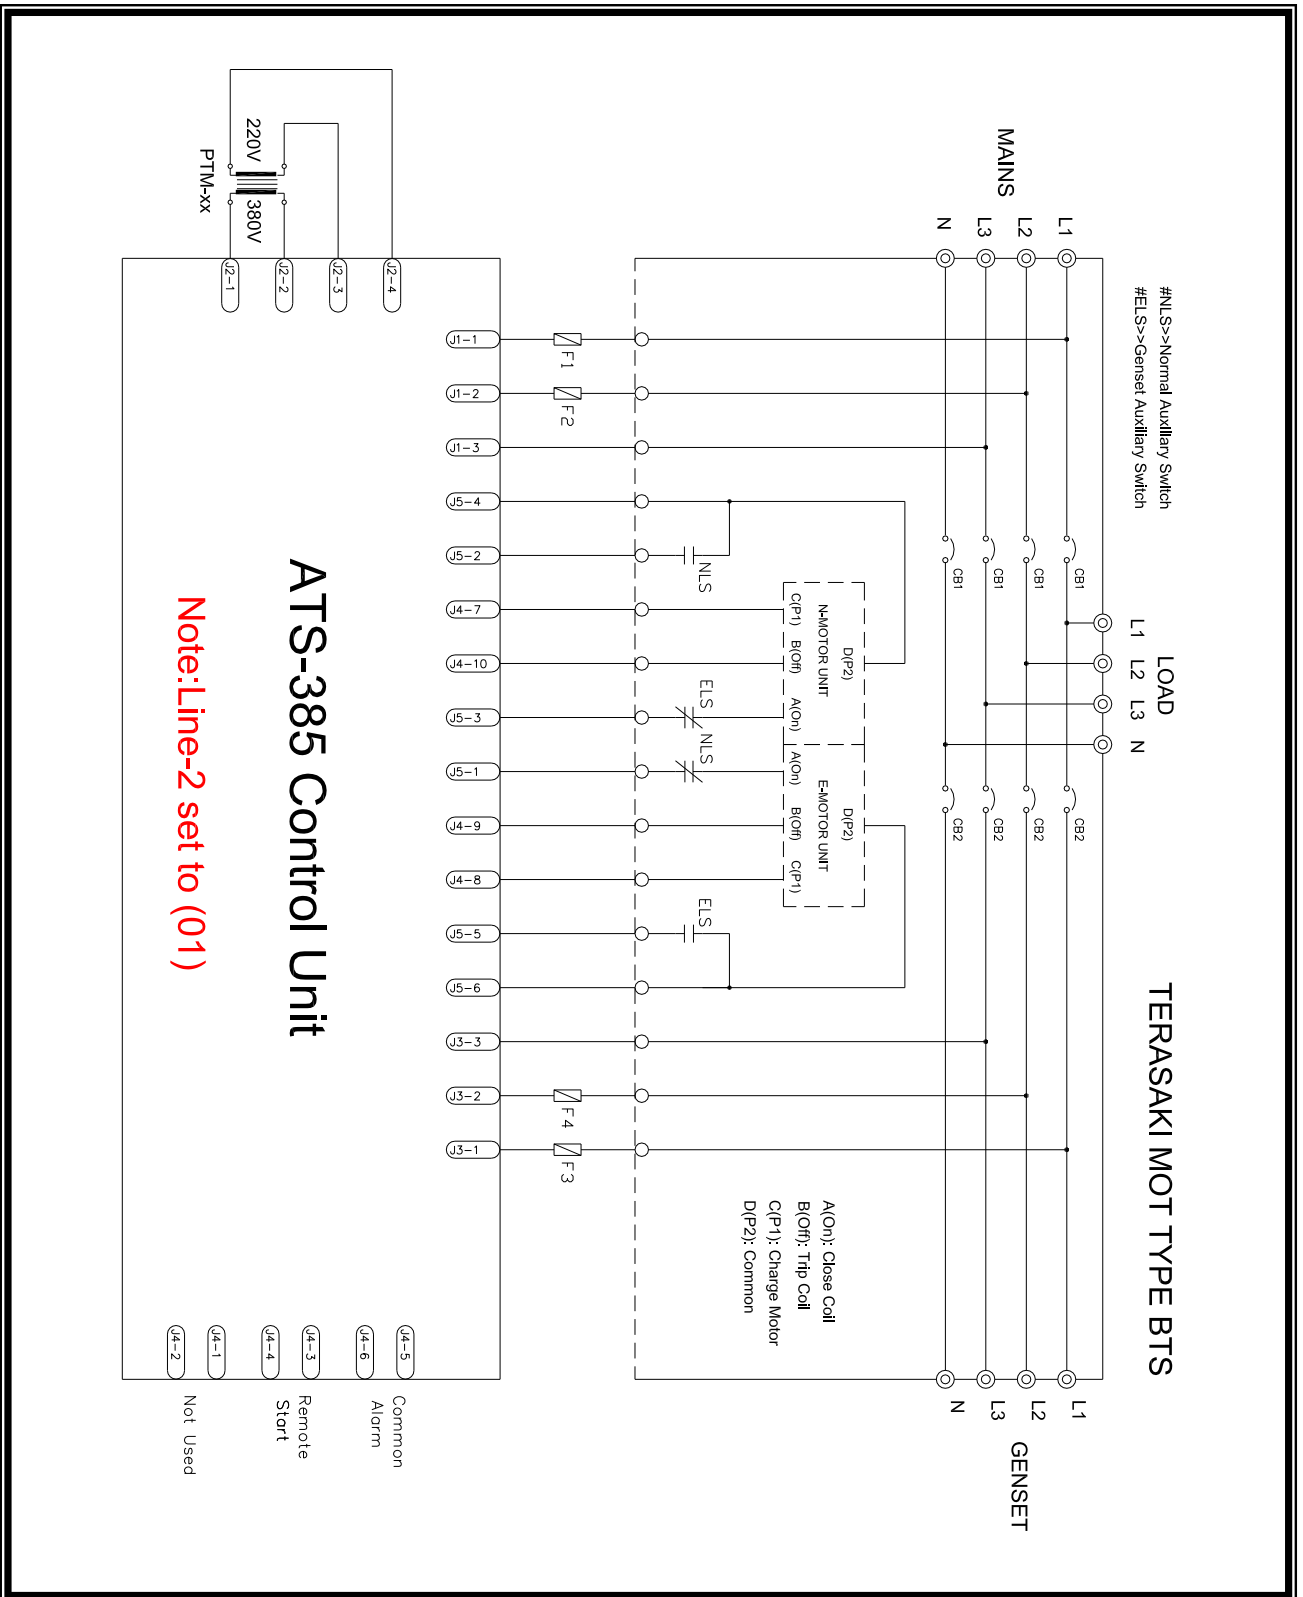 TERASAKI MOT TYPE BTS
#NLS>>Normal Auxiliary Switch
#ELS>>Genset Auxiliary Switch
MAINS
L1
L2
L3
N
LOAD
L1
L2
L3
N
GENSET
L1
L2
L3
N
CB1
CB1
CB1
CB1
CB2
CB2
CB2
CB2
D(P2)
N-MOTOR UNIT
C(P1)
B(Off)
A(On)
D(P2)
E-MOTOR UNIT
A(On)
B(Off)
C(P1)
A(On): Close Coil
B(Off): Trip Coil
C(P1): Charge Motor
D(P2): Common
NLS
ELS
NLS
ELS
F1
F2
F4
F3
J1-1
J1-2
J1-3
J5-4
J5-2
J4-7
J4-10
J5-3
J5-1
J4-9
J4-8
J5-5
J5-6
J3-3
J3-2
J3-1
J2-4
J2-3
J2-2
J2-1
220V
380V
PTM-xx
ATS-385 Control Unit
Note:Line-2 set to (01)
J4-5
J4-6
J4-3
J4-4
J4-1
J4-2
Common
Alarm
Remote
Start
Not Used